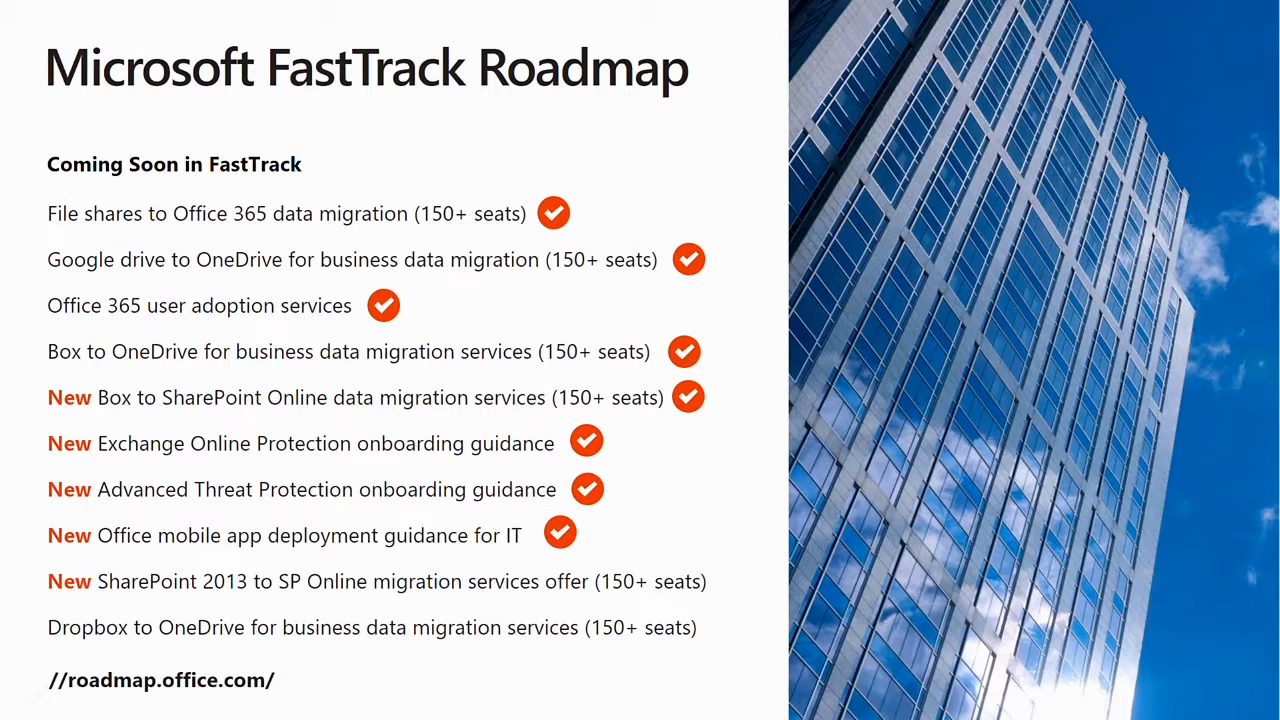 Microsoft FastTrack Roadmap
Coming Soon in FastTrack
File shares to Office 365 data migration (150+ seats)
Google drive to OneDrive for business data migration (150+ seats)
Office 365 user adoption services
Box to OneDrive for business data migration services (150+ seats)
New Box to SharePoint Online data migration services (150+ seats)
New Exchange Online Protection onboarding guidance
New Advanced Threat Protection onboarding guidance
New Office mobile app deployment guidance for IT
New SharePoint 2013 to SP Online migration services offer (150+ seats)
Dropbox to OneDrive for business data migration services (150+ seats)
//roadmap.office.com/